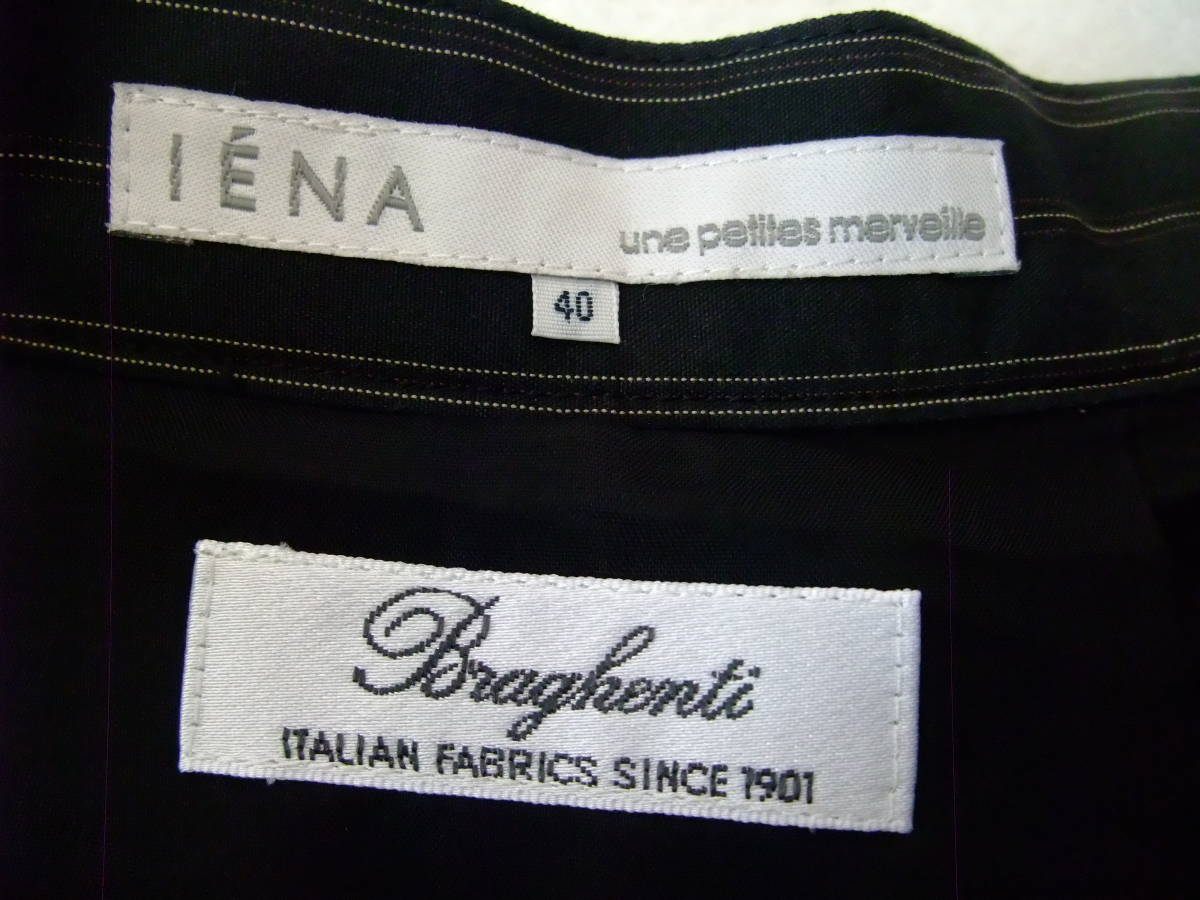 IÉNA
une petites merveille
40
Braghenti
ITALIAN FABRICS SINCE 1901